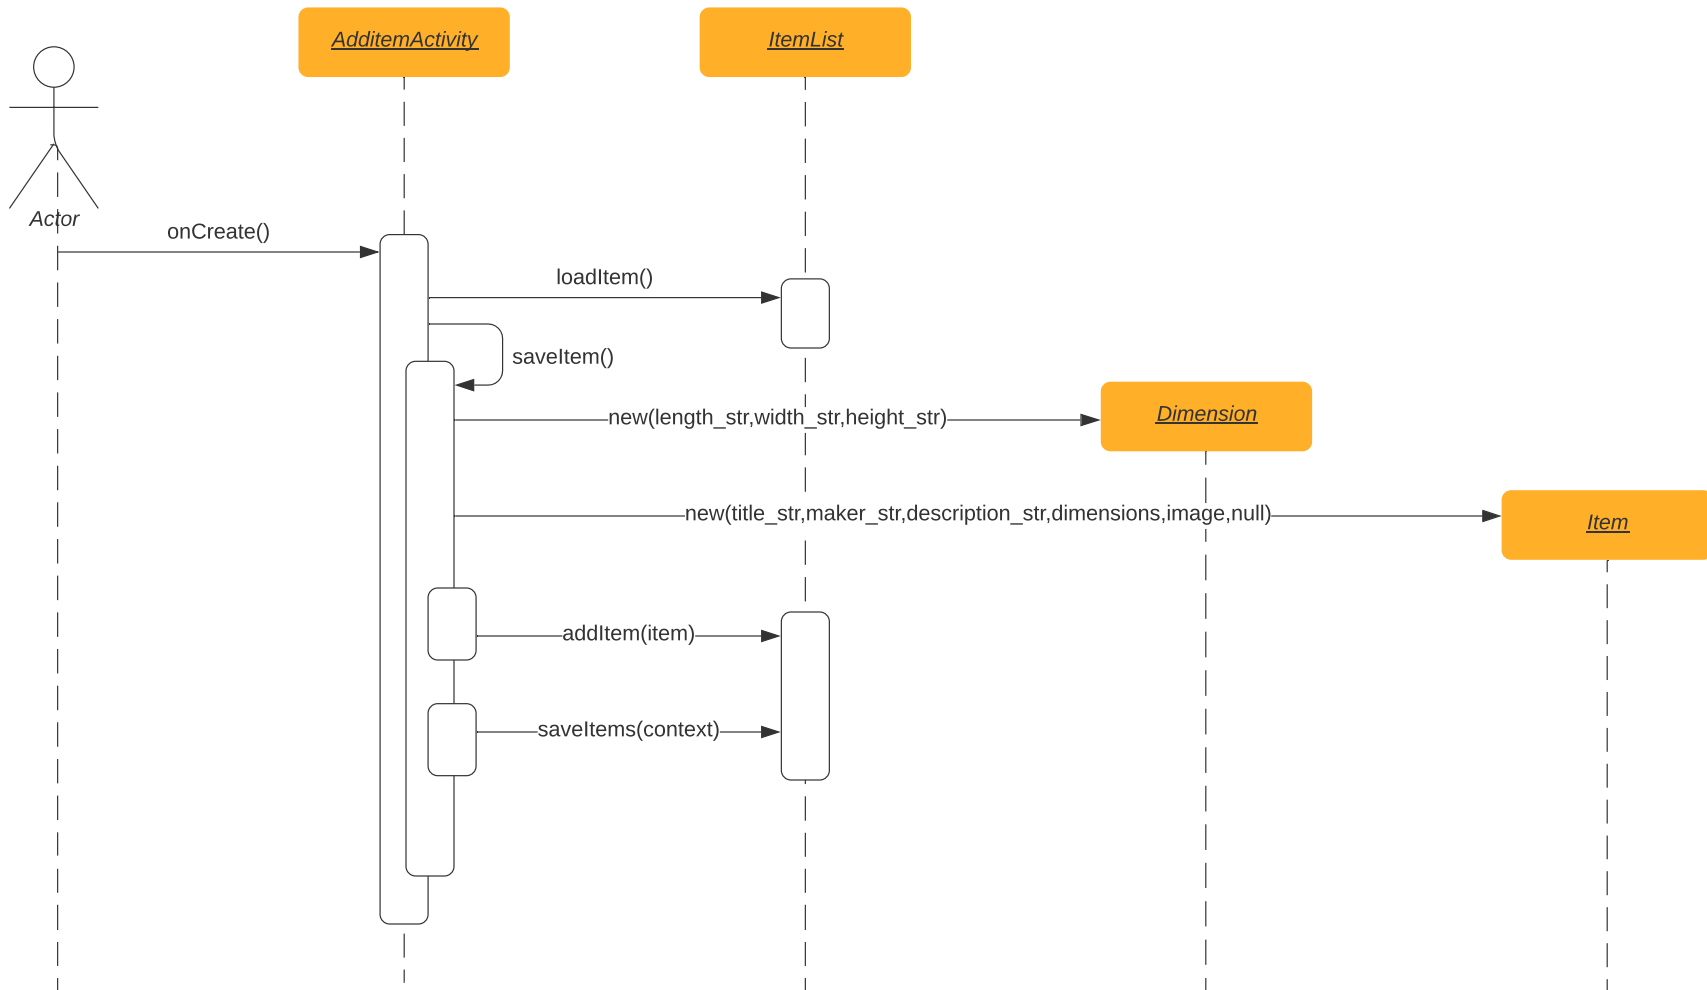 AdditemActivity
ItemList
Actor
onCreate()
loadItem()
saveItem()
new(length_str,width_str,height_str)
Dimension
new(title_str,maker_str,description_str,dimensions,image,null)
Item
addItem(item)
saveItems(context)